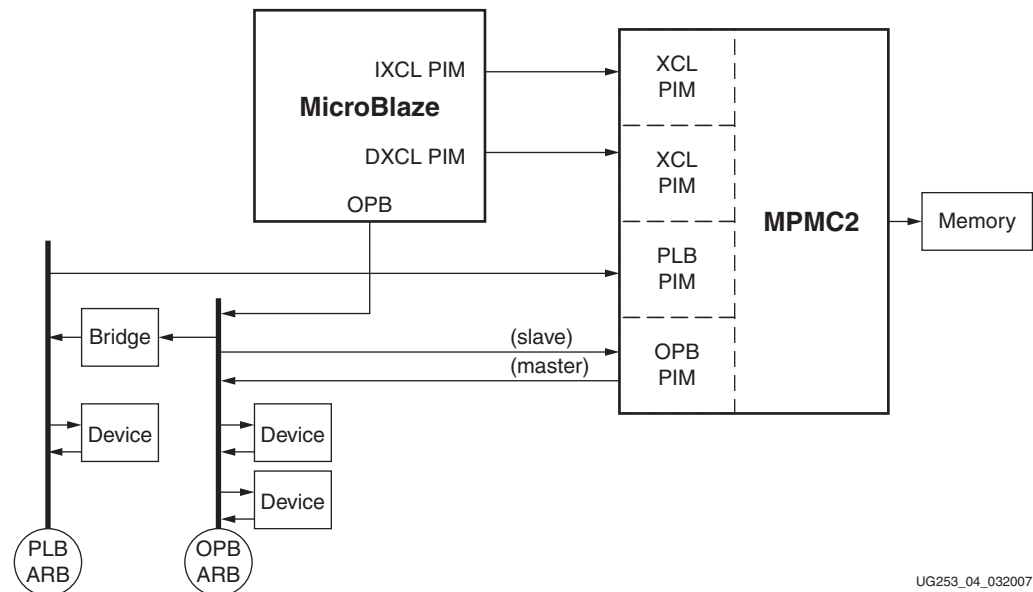 IXCL PIM
MicroBlaze
DXCL PIM
OPB
XCL
PIM
XCL
PIM
PLB
PIM
OPB
PIM
MPMC2
Memory
Bridge
(slave)
(master)
Device
Device
Device
PLB
ARB
OPB
ARB
UG253_04_032007